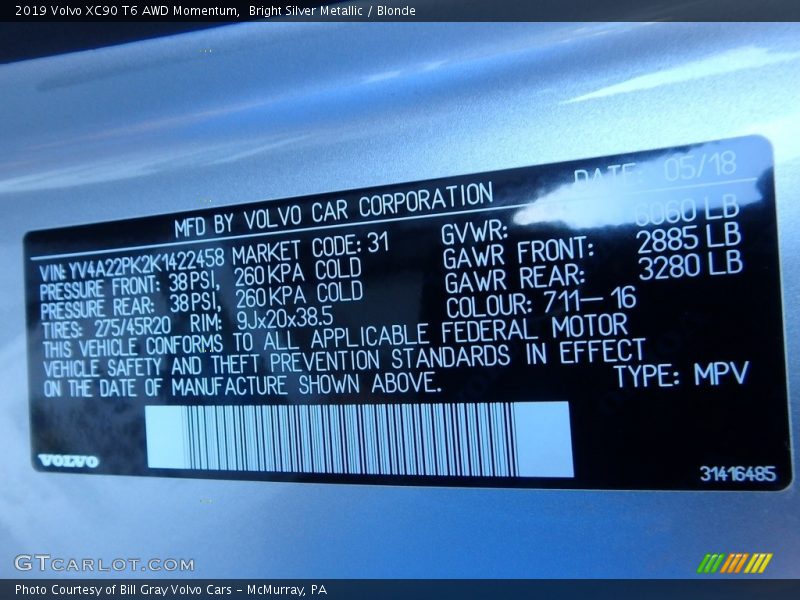 2019 Volvo XC90 T6 AWD Momentum,  Bright Silver Metallic / Blonde
DATE: 05/18
MFD BY VOLVO CAR CORPORATION
VIN: YV4A22PK2K1422458 MARKET CODE: 31
PRESSURE FRONT: 38 PSI, 260 KPA COLD
PRESSURE REAR: 38 PSI, 260 KPA COLD
TIRES: 275/45R20 RIM: 9Jx20x38.5
GVWR: 6060 LB
GAWR FRONT: 2885 LB
GAWR REAR: 3280 LB
COLOUR: 711-16
THIS VEHICLE CONFORMS TO ALL APPLICABLE FEDERAL MOTOR
VEHICLE SAFETY AND THEFT PREVENTION STANDARDS IN EFFECT
ON THE DATE OF MANUFACTURE SHOWN ABOVE.
TYPE: MPV
VOLVO
31416485
GTCARLOT.COM
Photo Courtesy of Bill Gray Volvo Cars - McMurray, PA